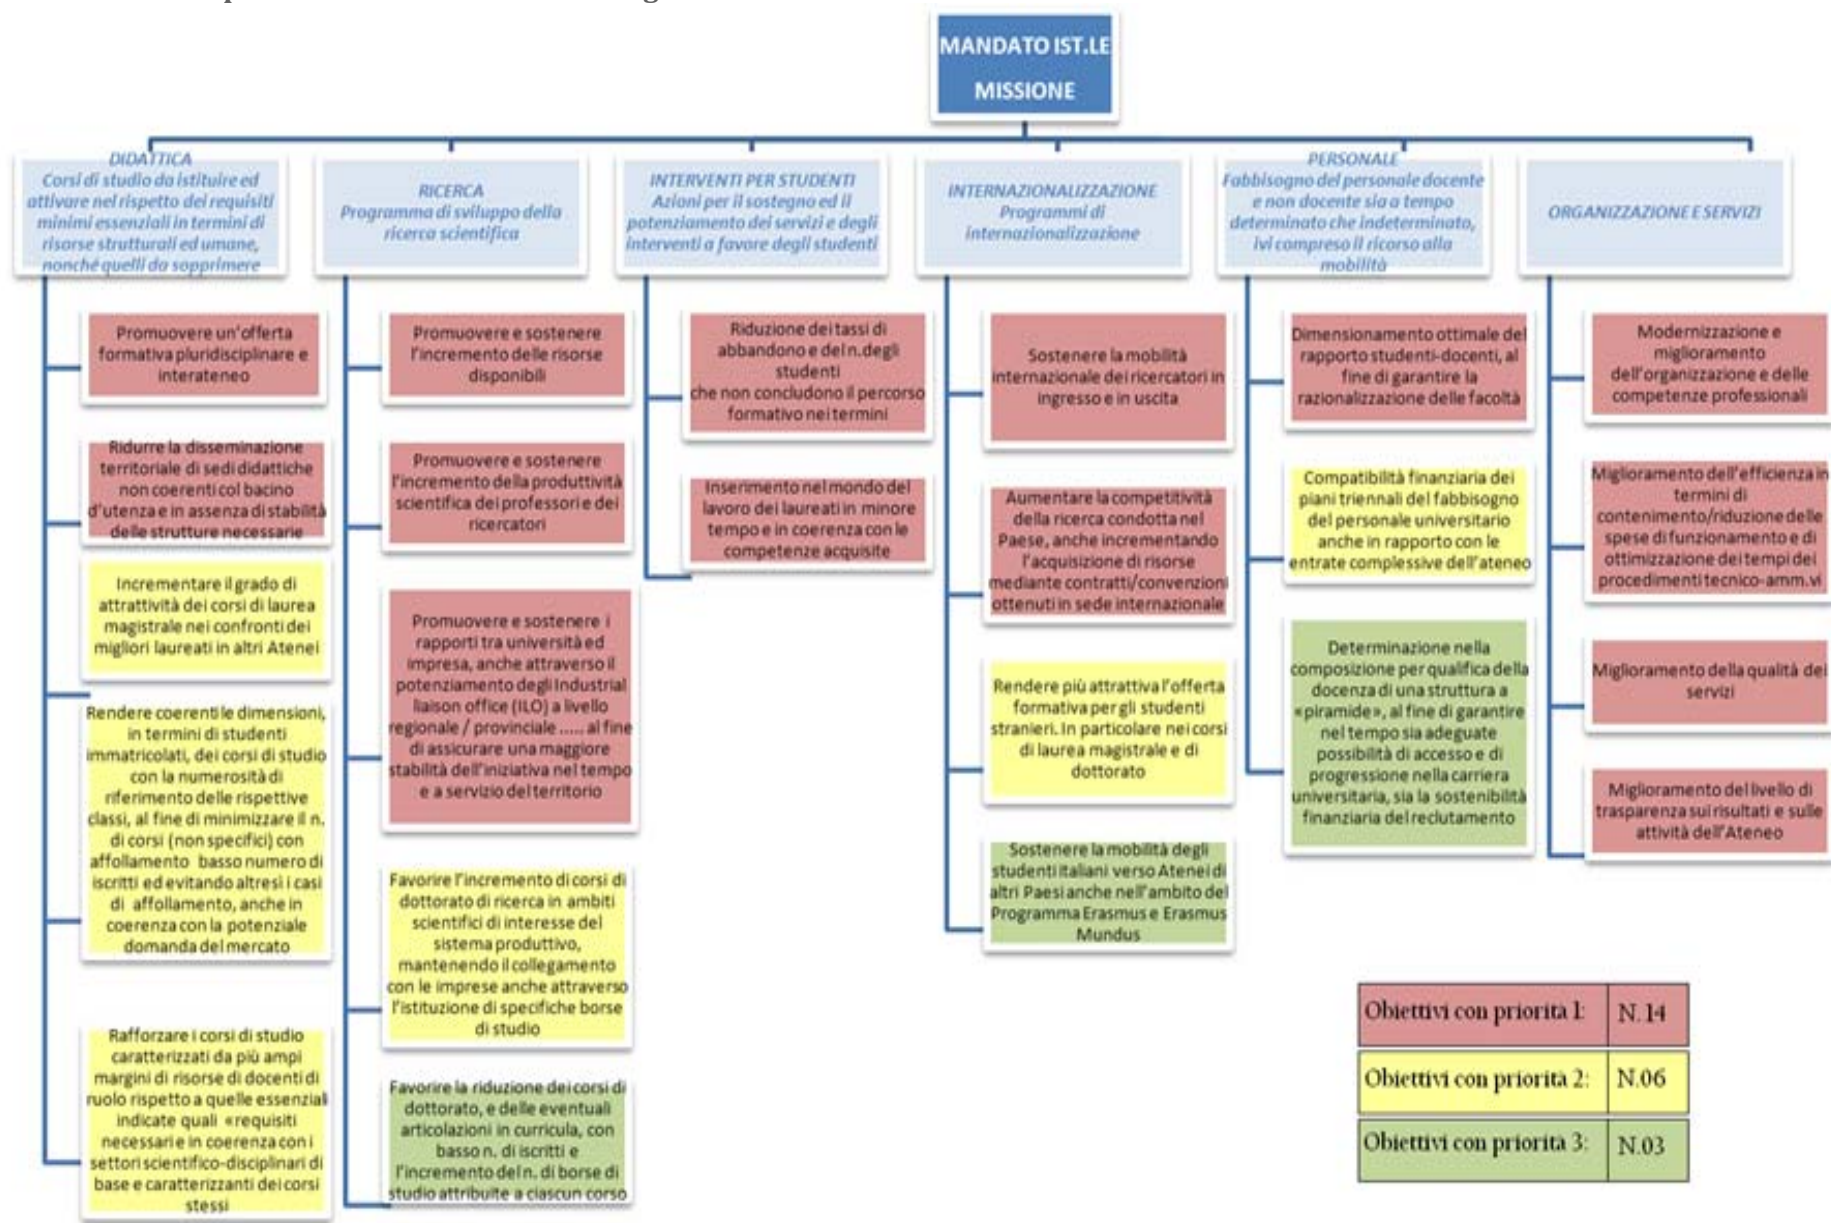 MANDATO IST.LE
MISSIONE
DIDATTICA
Corsi di studio da istituire ed
attivare nel rispetto dei requisiti
minimi essenziali in termini di
risorse strutturali ed umane,
nonché quelli da sopprimere
Promuovere un'offerta
formativa pluridisciplinare e
interateneo
Ridurre la disseminazione
territoriale di sedi didattiche
non coerenti col bacino
d'utenza e in assenza di stabilità
delle strutture necessarie
Incrementare il grado di
attrattività dei corsi di laurea
magistrale nei confronti dei
migliori laureati in altri Atenei
Rendere coerenti le dimensioni,
in termini di studenti
immatricolati, dei corsi di studio
con la numerosità di
riferimento delle rispettive
classi, al fine di minimizzare il n.
di corsi (non specifici) con
affollamento basso numero di
iscritti ed evitando altresì i casi
di affollamento, anche in
coerenza con la potenziale
domanda del mercato
Rafforzare i corsi di studio
caratterizzati da più ampi
margini di risorse di docenti di
ruolo rispetto a quelle essenziali
indicate quali «requisiti
necessari e in coerenza con i
settori scientifico-disciplinari di
base e caratterizzanti dei corsi
stessi
RICERCA
Programma di sviluppo della
ricerca scientifica
Promuovere e sostenere
l'incremento delle risorse
disponibili
Promuovere e sostenere
l'incremento della produttività
scientifica dei professori e dei
ricercatori
Promuovere e sostenere i
rapporti tra università ed
impresa, anche attraverso il
potenziamento degli Industrial
liaison office (ILO) a livello
regionale / provinciale ..... al fine
di assicurare una maggiore
stabilità dell'iniziativa nel tempo
e a servizio del territorio
Favorire l'incremento di corsi di
dottorato di ricerca in ambiti
scientifici di interesse del
sistema produttivo,
mantenendo il collegamento
con le imprese anche attraverso
l'istituzione di specifiche borse
di studio
Favorire la riduzione dei corsi di
dottorato, e delle eventuali
articolazioni in curricula, con
basso n. di iscritti e
l'incremento del n. di borse di
studio attribuite a ciascun corso
INTERVENTI PER STUDENTI
Azioni per il sostegno ed il
potenziamento dei servizi e degli
interventi a favore degli studenti
Riduzione dei tassi di
abbandono e del n.degli
studenti
che non concludono il percorso
formativo nei termini
Inserimento nel mondo del
lavoro dei laureati in minore
tempo e in coerenza con le
competenze acquisite
INTERNAZIONALIZZAZIONE
Programmi di
internazionalizzazione
Sostenere la mobilità
internazionale dei ricercatori in
ingresso e in uscita
Aumentare la competitività
della ricerca condotta nel
Paese, anche incrementando
l'acquisizione di risorse
mediante contratti/convenzioni
ottenuti in sede internazionale
Rendere più attrattiva l'offerta
formativa per gli studenti
stranieri. In particolare nei corsi
di laurea magistrale e di
dottorato
Sostenere la mobilità degli
studenti italiani verso Atenei di
altri Paesi anche nell'ambito del
Programma Erasmus e Erasmus
Mundus
PERSONALE
Fabbisogno del personale docente
e non docente sia a tempo
determinato che indeterminato,
ivi compreso il ricorso alla
mobilità
Dimensionamento ottimale del
rapporto studenti-docenti, al
fine di garantire la
razionalizzazione delle facoltà
Compatibilità finanziaria dei
piani triennali del fabbisogno
del personale universitario
anche in rapporto con le
entrate complessive dell'ateneo
Determinazione nella
composizione per qualifica della
docenza di una struttura a
«piramide», al fine di garantire
nel tempo sia adeguate
possibilità di accesso e di
progressione nella carriera
universitaria, sia la sostenibilità
finanziaria del reclutamento
ORGANIZZAZIONE E SERVIZI
Modernizzazione e
miglioramento
dell'organizzazione e delle
competenze professionali
Miglioramento dell'efficienza in
termini di
contenimento/riduzione delle
spese di funzionamento e di
ottimizzazione dei tempi dei
procedimenti tecnico-amm.vi
Miglioramento della qualità dei
servizi
Miglioramento del livello di
trasparenza sui risultati e sulle
attività dell'Ateneo
Obiettivi con priorità 1: N. 14
Obiettivi con priorità 2: N.06
Obiettivi con priorità 3: N.03